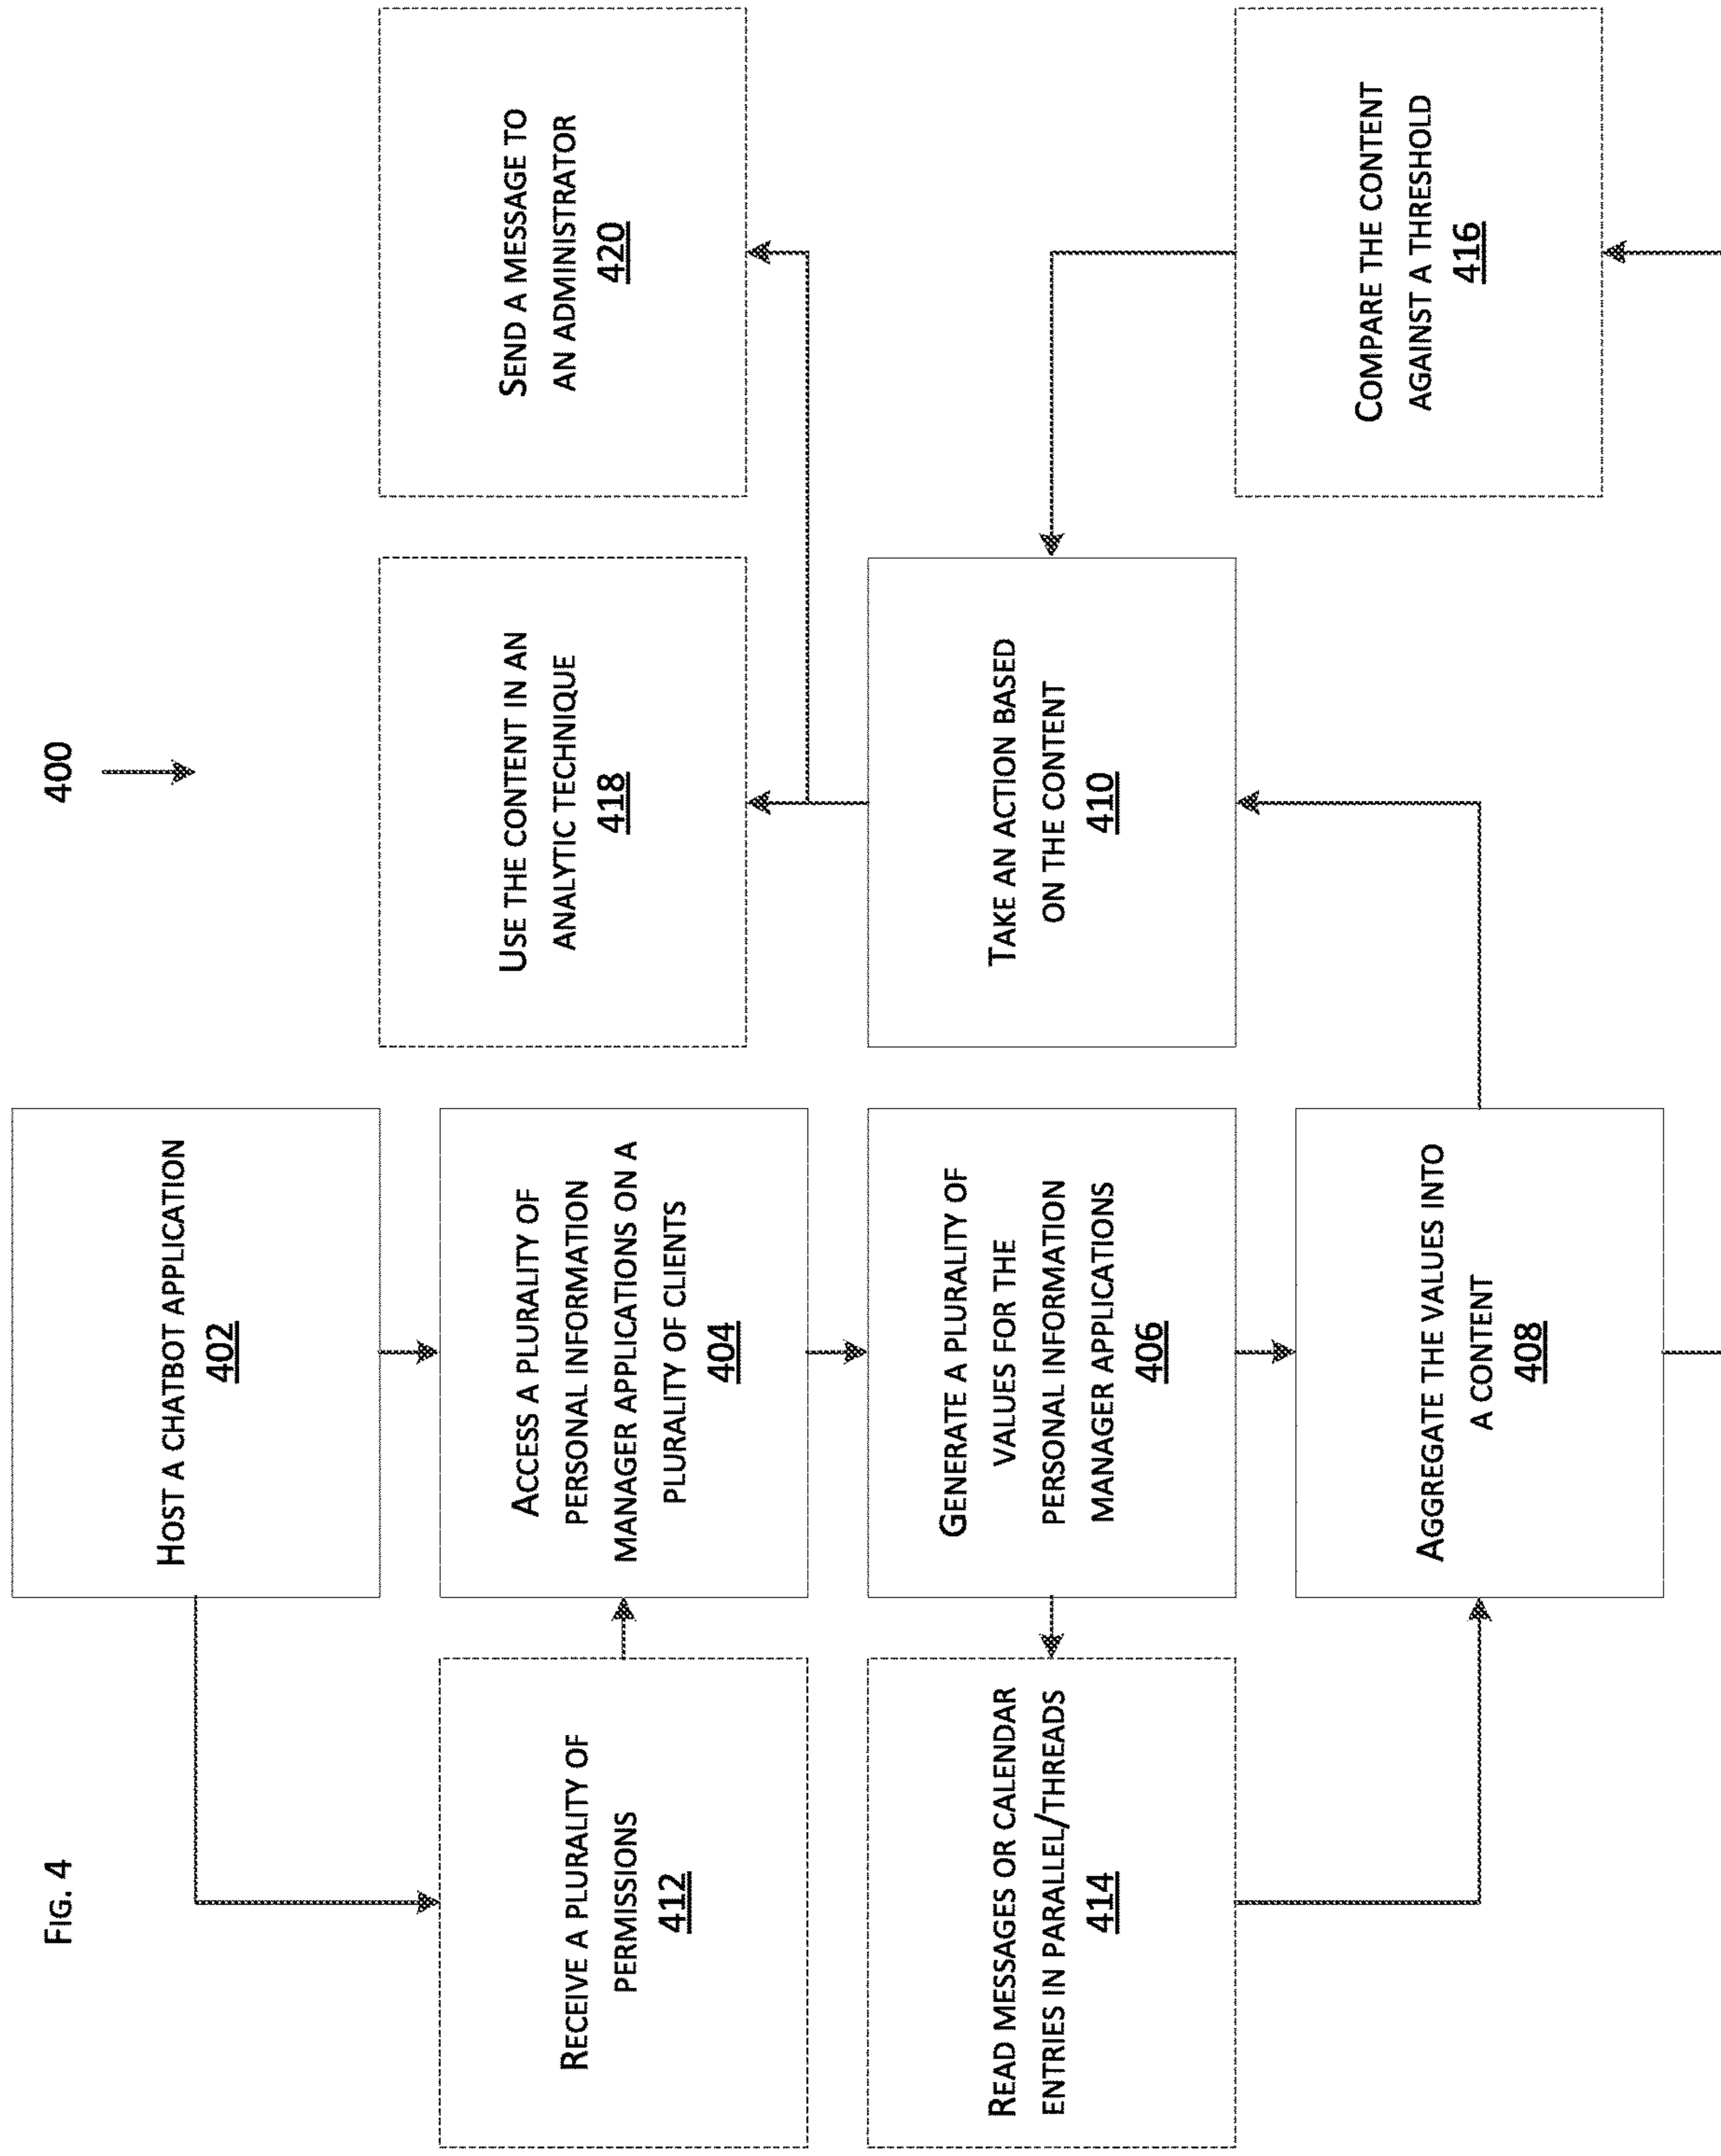 FIG. 4
400
HOST A CHATBOT APPLICATION
402
RECEIVE A PLURALITY OF
PERMISSIONS
412
ACCESS A PLURALITY OF
PERSONAL INFORMATION
MANAGER APPLICATIONS ON A
PLURALITY OF CLIENTS
404
USE THE CONTENT IN AN
ANALYTIC TECHNIQUE
418
SEND A MESSAGE TO
AN ADMINISTRATOR
420
READ MESSAGES OR CALENDAR
ENTRIES IN PARALLEL/THREADS
414
GENERATE A PLURALITY OF
VALUES FOR THE
PERSONAL INFORMATION
MANAGER APPLICATIONS
406
TAKE AN ACTION BASED
ON THE CONTENT
410
AGGREGATE THE VALUES INTO
A CONTENT
408
COMPARE THE CONTENT
AGAINST A THRESHOLD
416